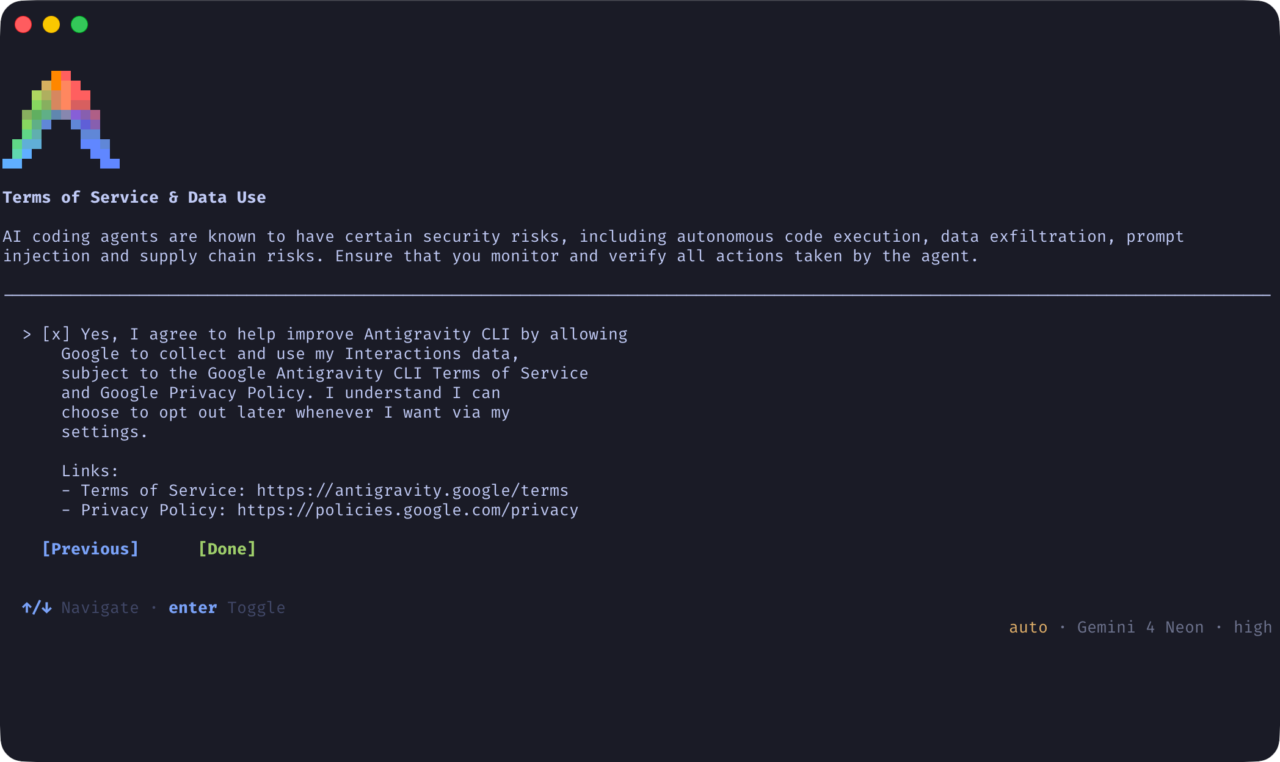 Terms of Service & Data Use
AI coding agents are known to have certain security risks, including autonomous code execution, data exfiltration, prompt
injection and supply chain risks. Ensure that you monitor and verify all actions taken by the agent.
> [x] Yes, I agree to help improve Antigravity CLI by allowing
Google to collect and use my Interactions data,
subject to the Google Antigravity CLI Terms of Service
and Google Privacy Policy. I understand I can
choose to opt out later whenever I want via my
settings.
Links:
- Terms of Service: https://antigravity.google/terms
- Privacy Policy: https://policies.google.com/privacy
[Previous] [Done]
↑/↓ Navigate · enter Toggle
auto · Gemini 4 Neon · high